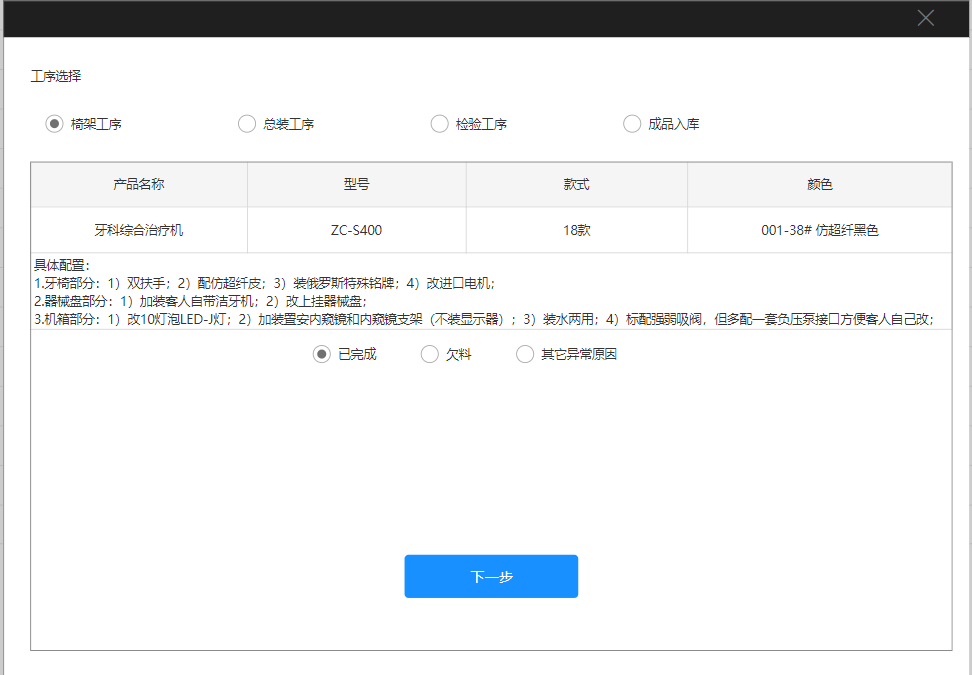 工序选择
椅架工序 总装工序 检验工序 成品入库
产品名称 型号 款式 颜色
牙科综合治疗机 ZC-S400 18款 001-38# 仿超纤黑色
具体配置：
1.牙椅部分：1）双扶手；2）配仿超纤皮；3）装俄罗斯特殊铭牌；4）改进口电机；
2.器械盘部分：1）加装客人自带洁牙机；2）改上挂器械盘；
3.机箱部分：1）改10灯泡LED-J灯；2）加装置安内窥镜和内窥镜支架（不装显示器）；3）装水两用；4）标配强弱吸阀，但多配一套负压泵接口方便客人自己改；
已完成 欠料 其它异常原因
下一步